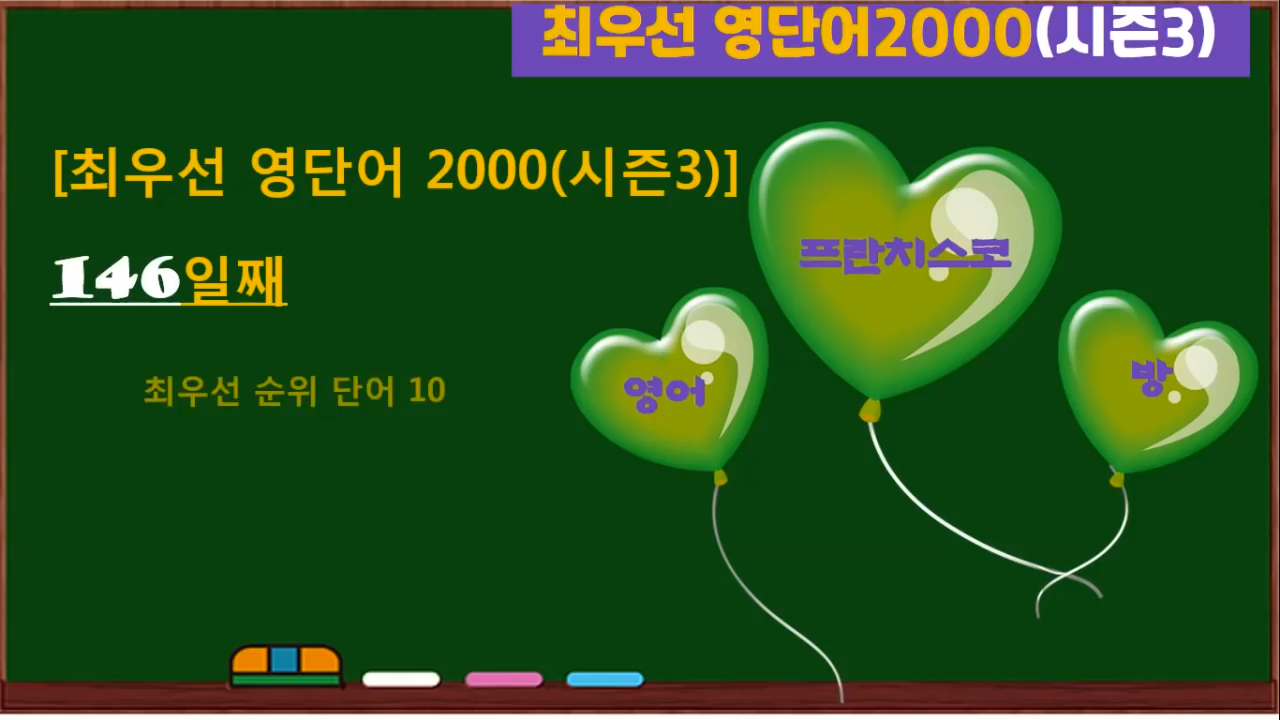 최우선 영단어2000(시즌3)
[최우선 영단어 2000(시즌3)]
146일째
최우선 순위 단어 10
프란치스코
영어
방